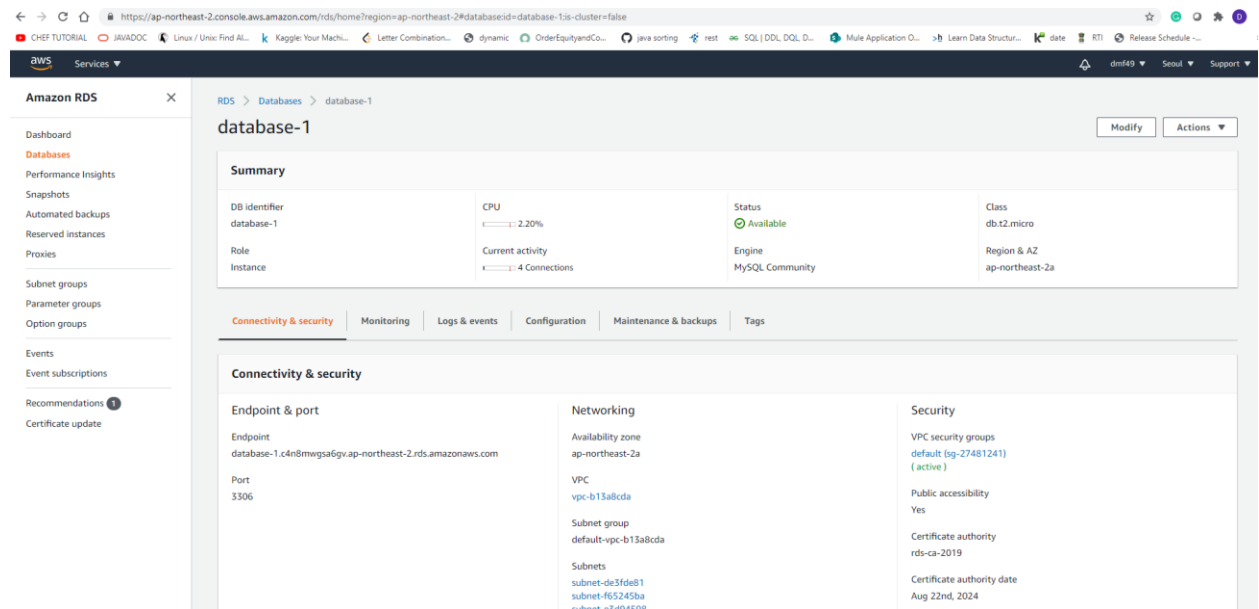 https://ap-northeast-2.console.aws.amazon.com/rds/home?region=ap-northeast-2#database:id=database-1;is-cluster=false
D
CHEF TUTORIAL JAVADOC Linux / Unix: Find Al... Kaggle: Your Machi... Letter Combination... dynamic OrderEquityandCo... java sorting rest SQL | DDL, DQL, D... Mule Application O... Learn Data Structur... date RTI Release Schedule -...
aws Services dmf49 Seoul Support
Amazon RDS
Dashboard
Databases
Performance Insights
Snapshots
Automated backups
Reserved instances
Proxies
Subnet groups
Parameter groups
Option groups
Events
Event subscriptions
Recommendations 1
Certificate update
RDS > Databases > database-1
database-1
Modify Actions
Summary
DB identifier
database-1
CPU
2.20%
Status
Available
Class
db.t2.micro
Role
Instance
Current activity
4 Connections
Engine
MySQL Community
Region & AZ
ap-northeast-2a
Connectivity & security Monitoring Logs & events Configuration Maintenance & backups Tags
Connectivity & security
Endpoint & port
Endpoint
database-1.c4n8mwgsa6gv.ap-northeast-2.rds.amazonaws.com
Port
3306
Networking
Availability zone
ap-northeast-2a
VPC
vpc-b13a8cda
Subnet group
default-vpc-b13a8cda
Subnets
subnet-de3fde81
subnet-f65245ba
Security
VPC security groups
default (sg-27481241)
( active )
Public accessibility
Yes
Certificate authority
rds-ca-2019
Certificate authority date
Aug 22nd, 2024